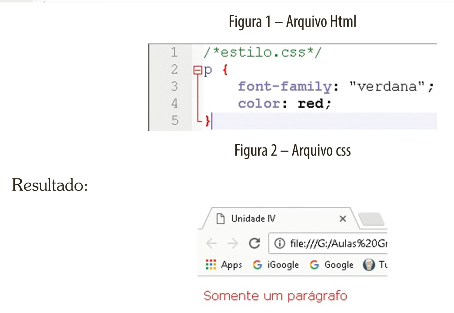 Figura 1 – Arquivo Html
1 /*estilo.css*/
2 p {
3 font-family: "verdana";
4 color: red;
5 }
Figura 2 – Arquivo css
Resultado:
Unidade IV
file:///G:/Aulas%20Gr
Apps iGoogle Google
Somente um parágrafo